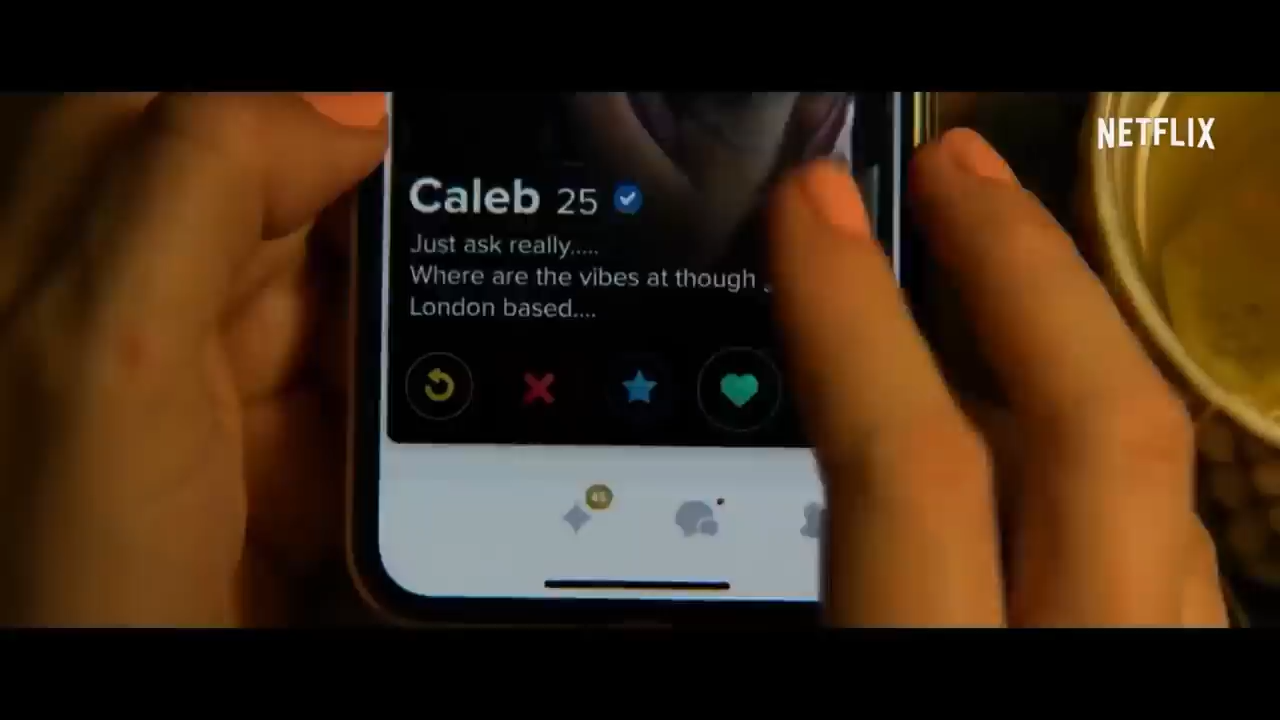 NETFLIX
Caleb 25
Just ask really.....
Where are the vibes at though
London based....